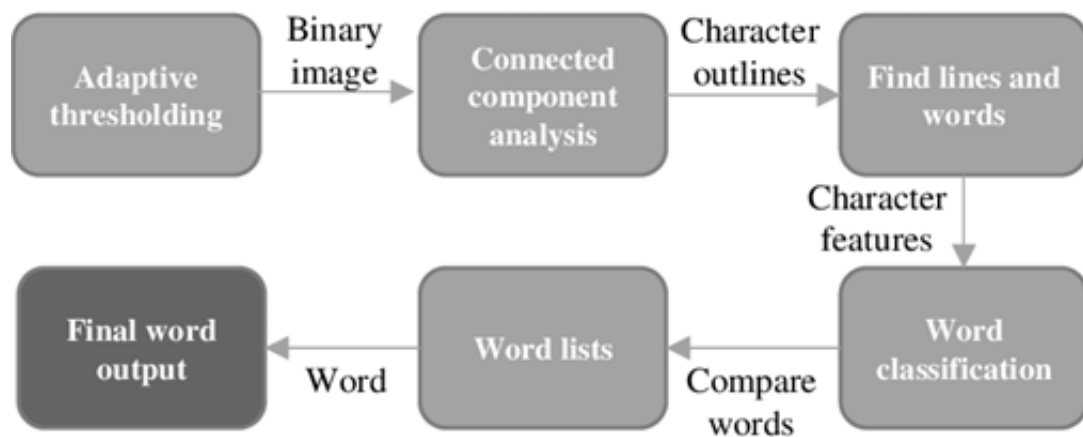 Adaptive
thresholding
Binary
image
Connected
component
analysis
Character
outlines
Find lines and
words
Character
features
Word
classification
Compare
words
Word lists
Word
Final word
output